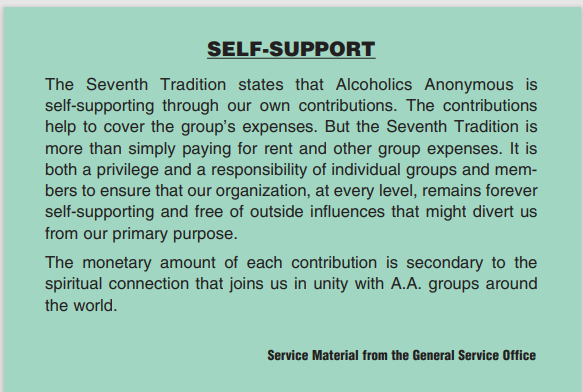 SELF-SUPPORT
The Seventh Tradition states that Alcoholics Anonymous is
self-supporting through our own contributions. The contributions
help to cover the group's expenses. But the Seventh Tradition is
more than simply paying for rent and other group expenses. It is
both a privilege and a responsibility of individual groups and mem-
bers to ensure that our organization, at every level, remains forever
self-supporting and free of outside influences that might divert us
from our primary purpose.
The monetary amount of each contribution is secondary to the
spiritual connection that joins us in unity with A.A. groups around
the world.
Service Material from the General Service Office